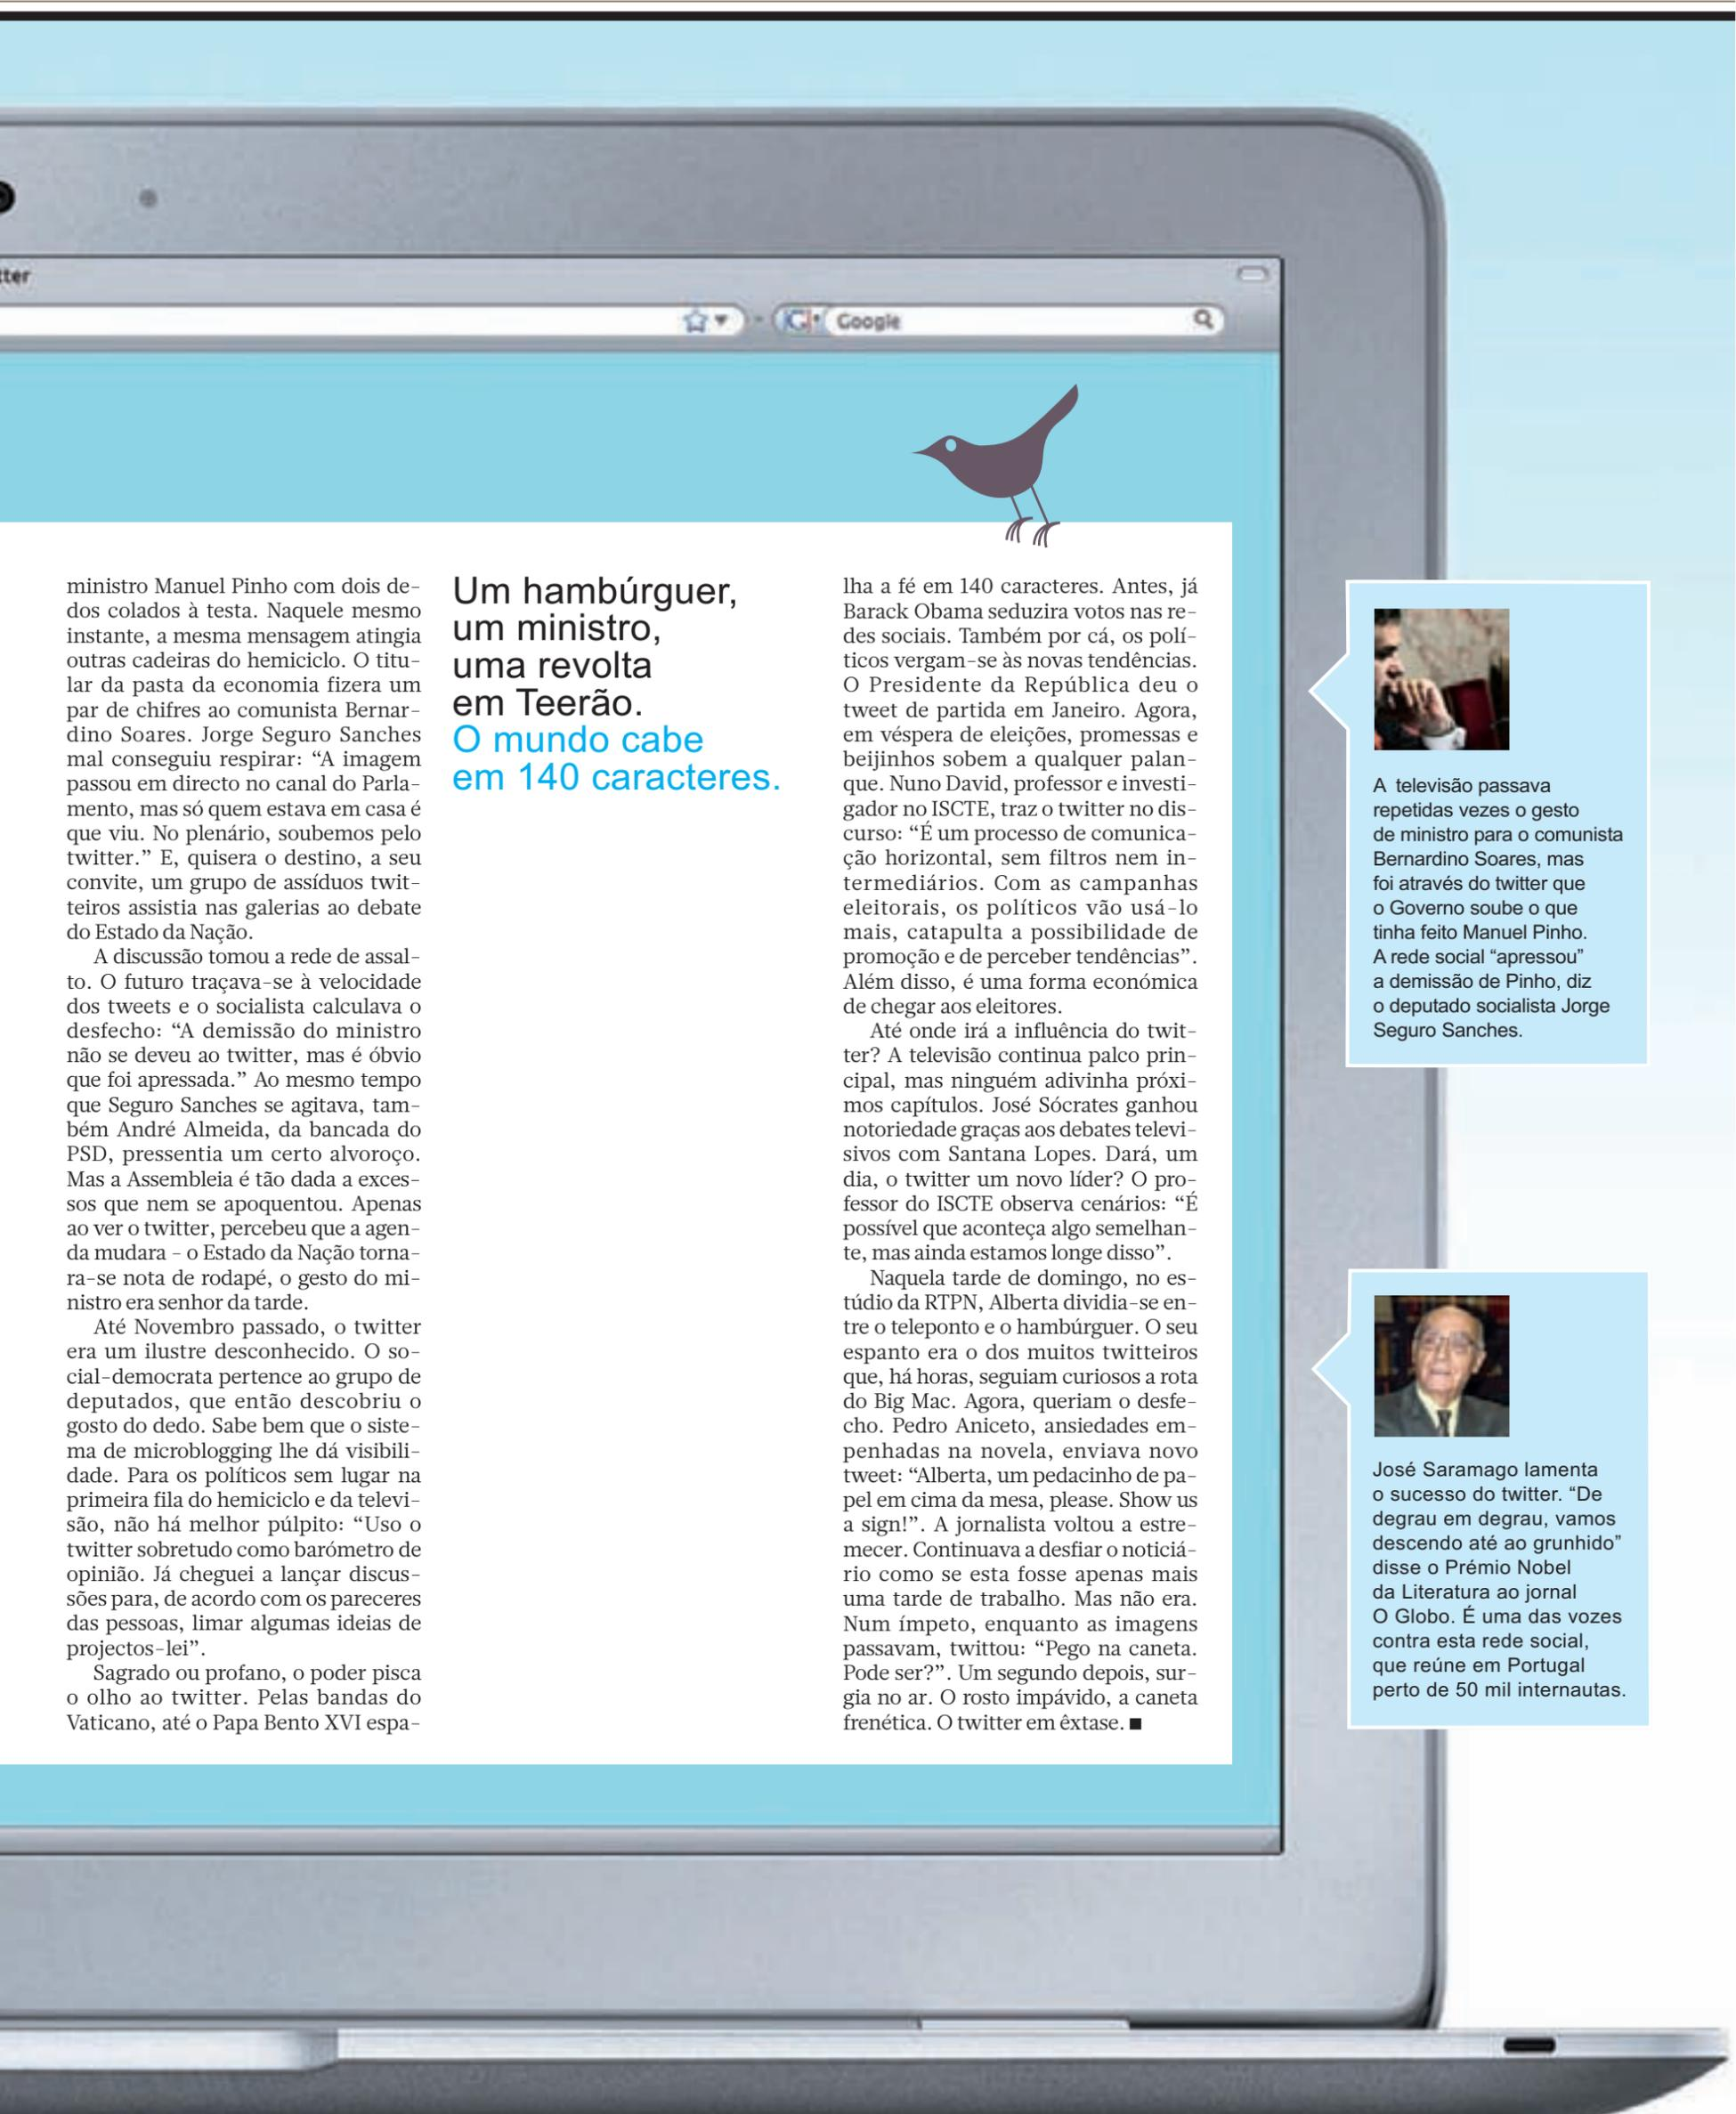 tter
Google
ministro Manuel Pinho com dois de-
dos colados à testa. Naquele mesmo
instante, a mesma mensagem atingia
outras cadeiras do hemiciclo. O titu-
lar da pasta da economia fizera um
par de chifres ao comunista Bernar-
dino Soares. Jorge Seguro Sanches
mal conseguiu respirar: “A imagem
passou em directo no canal do Parla-
mento, mas só quem estava em casa é
que viu. No plenário, soubemos pelo
twitter.” E, quisera o destino, a seu
convite, um grupo de assíduos twit-
teiros assistia nas galerias ao debate
do Estado da Nação.
A discussão tomou a rede de assal-
to. O futuro traçava-se à velocidade
dos tweets e o socialista calculava o
desfecho: “A demissão do ministro
não se deveu ao twitter, mas é óbvio
que foi apressada.” Ao mesmo tempo
que Seguro Sanches se agitava, tam-
bém André Almeida, da bancada do
PSD, pressentia um certo alvoroço.
Mas a Assembleia é tão dada a exces-
sos que nem se apoquentou. Apenas
ao ver o twitter, percebeu que a agen-
da mudara – o Estado da Nação torna-
ra-se nota de rodapé, o gesto do mi-
nistro era senhor da tarde.
Até Novembro passado, o twitter
era um ilustre desconhecido. O so-
cial-democrata pertence ao grupo de
deputados, que então descobriu o
gosto do dedo. Sabe bem que o siste-
ma de microblogging lhe dá visibili-
dade. Para os políticos sem lugar na
primeira fila do hemiciclo e da televi-
são, não há melhor púlpito: “Uso o
twitter sobretudo como barómetro de
opinião. Já cheguei a lançar discus-
sões para, de acordo com os pareceres
das pessoas, limar algumas ideias de
projectos-lei”.
Sagrado ou profano, o poder pisca
o olho ao twitter. Pelas bandas do
Vaticano, até o Papa Bento XVI espa-
Um hambúrguer,
um ministro,
uma revolta
em Teerão.
O mundo cabe
em 140 caracteres.
lha a fé em 140 caracteres. Antes, já
Barack Obama seduzira votos nas re-
des sociais. Também por cá, os polí-
ticos vergam-se às novas tendências.
O Presidente da República deu o
tweet de partida em Janeiro. Agora,
em véspera de eleições, promessas e
beijinhos sobem a qualquer palan-
que. Nuno David, professor e investi-
gador no ISCTE, traz o twitter no dis-
curso: “É um processo de comunica-
ção horizontal, sem filtros nem in-
termediários. Com as campanhas
eleitorais, os políticos vão usá-lo
mais, catapulta a possibilidade de
promoção e de perceber tendências”.
Além disso, é uma forma económica
de chegar aos eleitores.
Até onde irá a influência do twit-
ter? A televisão continua palco prin-
cipal, mas ninguém adivinha próxi-
mos capítulos. José Sócrates ganhou
notoriedade graças aos debates televi-
sivos com Santana Lopes. Dará, um
dia, o twitter um novo líder? O pro-
fessor do ISCTE observa cenários: “É
possível que aconteça algo semelhan-
te, mas ainda estamos longe disso”.
Naquela tarde de domingo, no es-
túdio da RTPN, Alberta dividia-se en-
tre o teleponto e o hambúrguer. O seu
espanto era o dos muitos twitteiros
que, há horas, seguiam curiosos a rota
do Big Mac. Agora, queriam o desfe-
cho. Pedro Aniceto, ansiedades em-
penhadas na novela, enviava novo
tweet: “Alberta, um pedacinho de pa-
pel em cima da mesa, please. Show us
a sign!”. A jornalista voltou a estre-
mecer. Continuava a desfiar o noticiá-
rio como se esta fosse apenas mais
uma tarde de trabalho. Mas não era.
Num ímpeto, enquanto as imagens
passavam, twittou: “Pego na caneta.
Pode ser?”. Um segundo depois, sur-
gia no ar. O rosto impávido, a caneta
frenética. O twitter em êxtase. ■
A televisão passava
repetidas vezes o gesto
de ministro para o comunista
Bernardino Soares, mas
foi através do twitter que
o Governo soube o que
tinha feito Manuel Pinho.
A rede social “apressou”
a demissão de Pinho, diz
o deputado socialista Jorge
Seguro Sanches.
José Saramago lamenta
o sucesso do twitter. “De
degrau em degrau, vamos
descendo até ao grunhido”
disse o Prémio Nobel
da Literatura ao jornal
O Globo. É uma das vozes
contra esta rede social,
que reúne em Portugal
perto de 50 mil internautas.